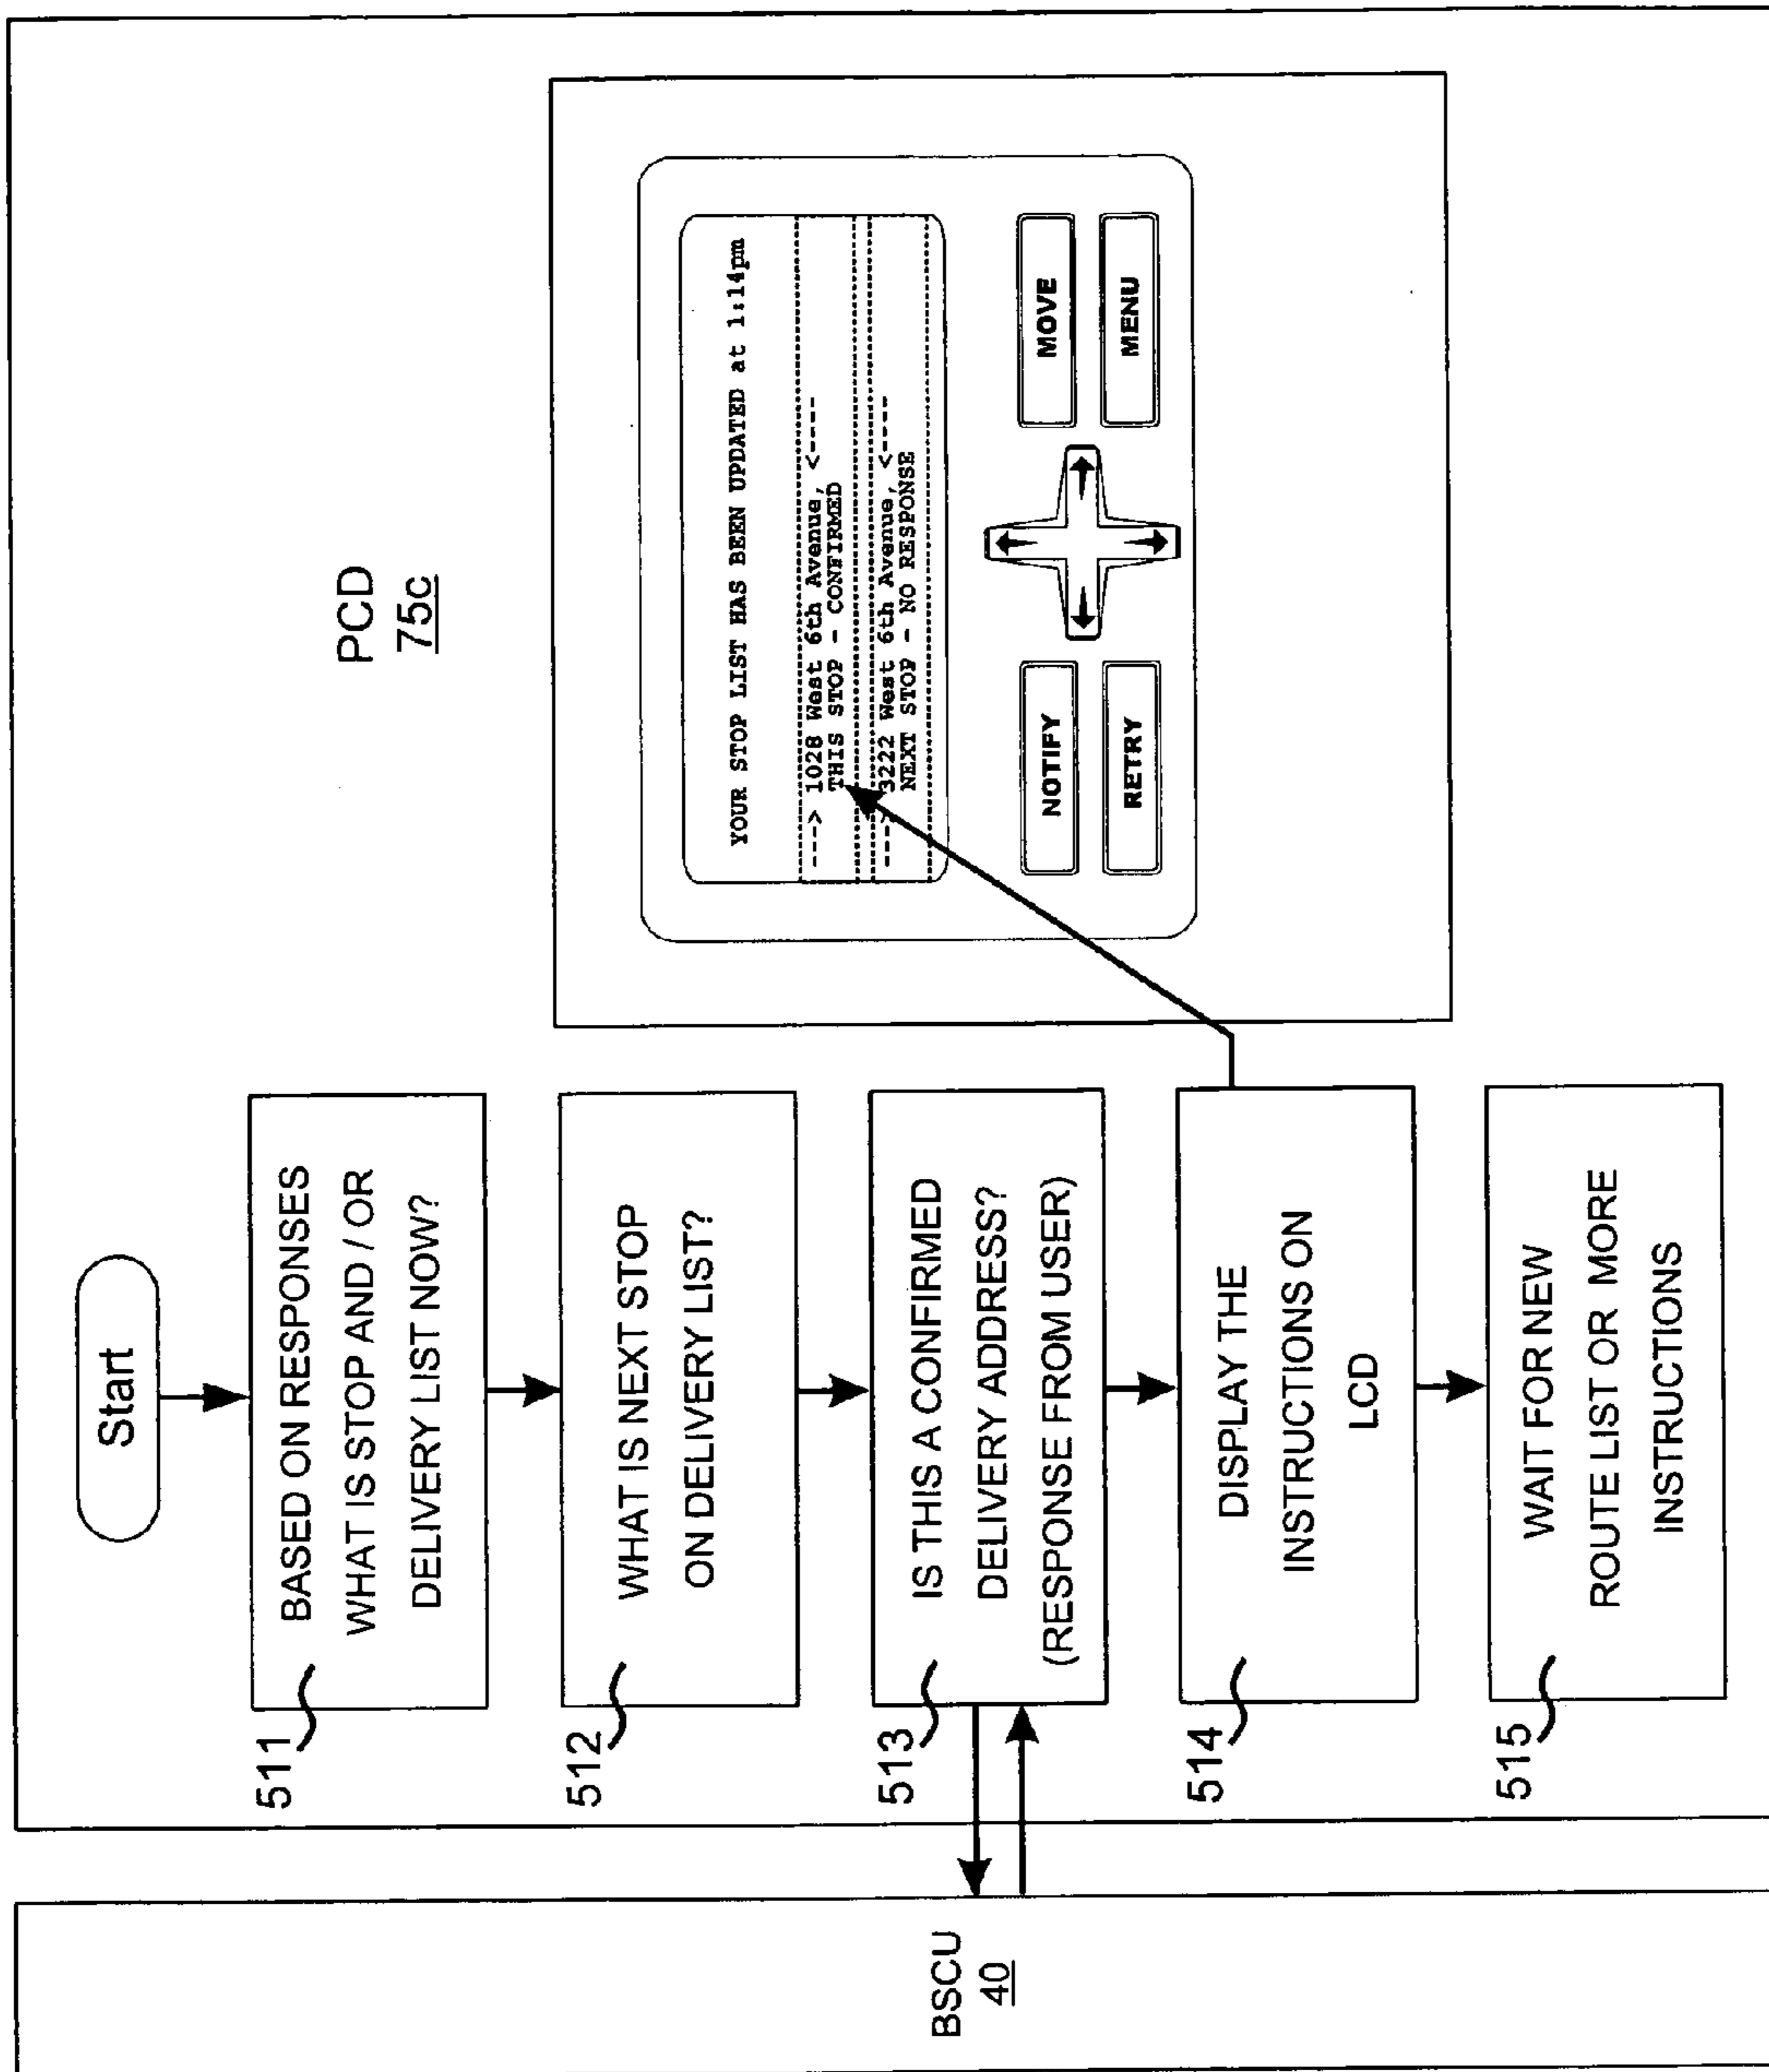 Start
511
BASED ON RESPONSES
WHAT IS STOP AND / OR
DELIVERY LIST NOW?
512
WHAT IS NEXT STOP
ON DELIVERY LIST?
513
IS THIS A CONFIRMED
DELIVERY ADDRESS?
(RESPONSE FROM USER)
514
DISPLAY THE
INSTRUCTIONS ON
LCD
515
WAIT FOR NEW
ROUTE LIST OR MORE
INSTRUCTIONS
BSCU
40
PCD
75c
YOUR STOP LIST HAS BEEN UPDATED at 1:14pm
---> 1028 West 6th Avenue, <----
THIS STOP - CONFIRMED
---> 3222 West 6th Avenue, <----
NEXT STOP - NO RESPONSE
NOTIFY
MOVE
RETRY
MENU